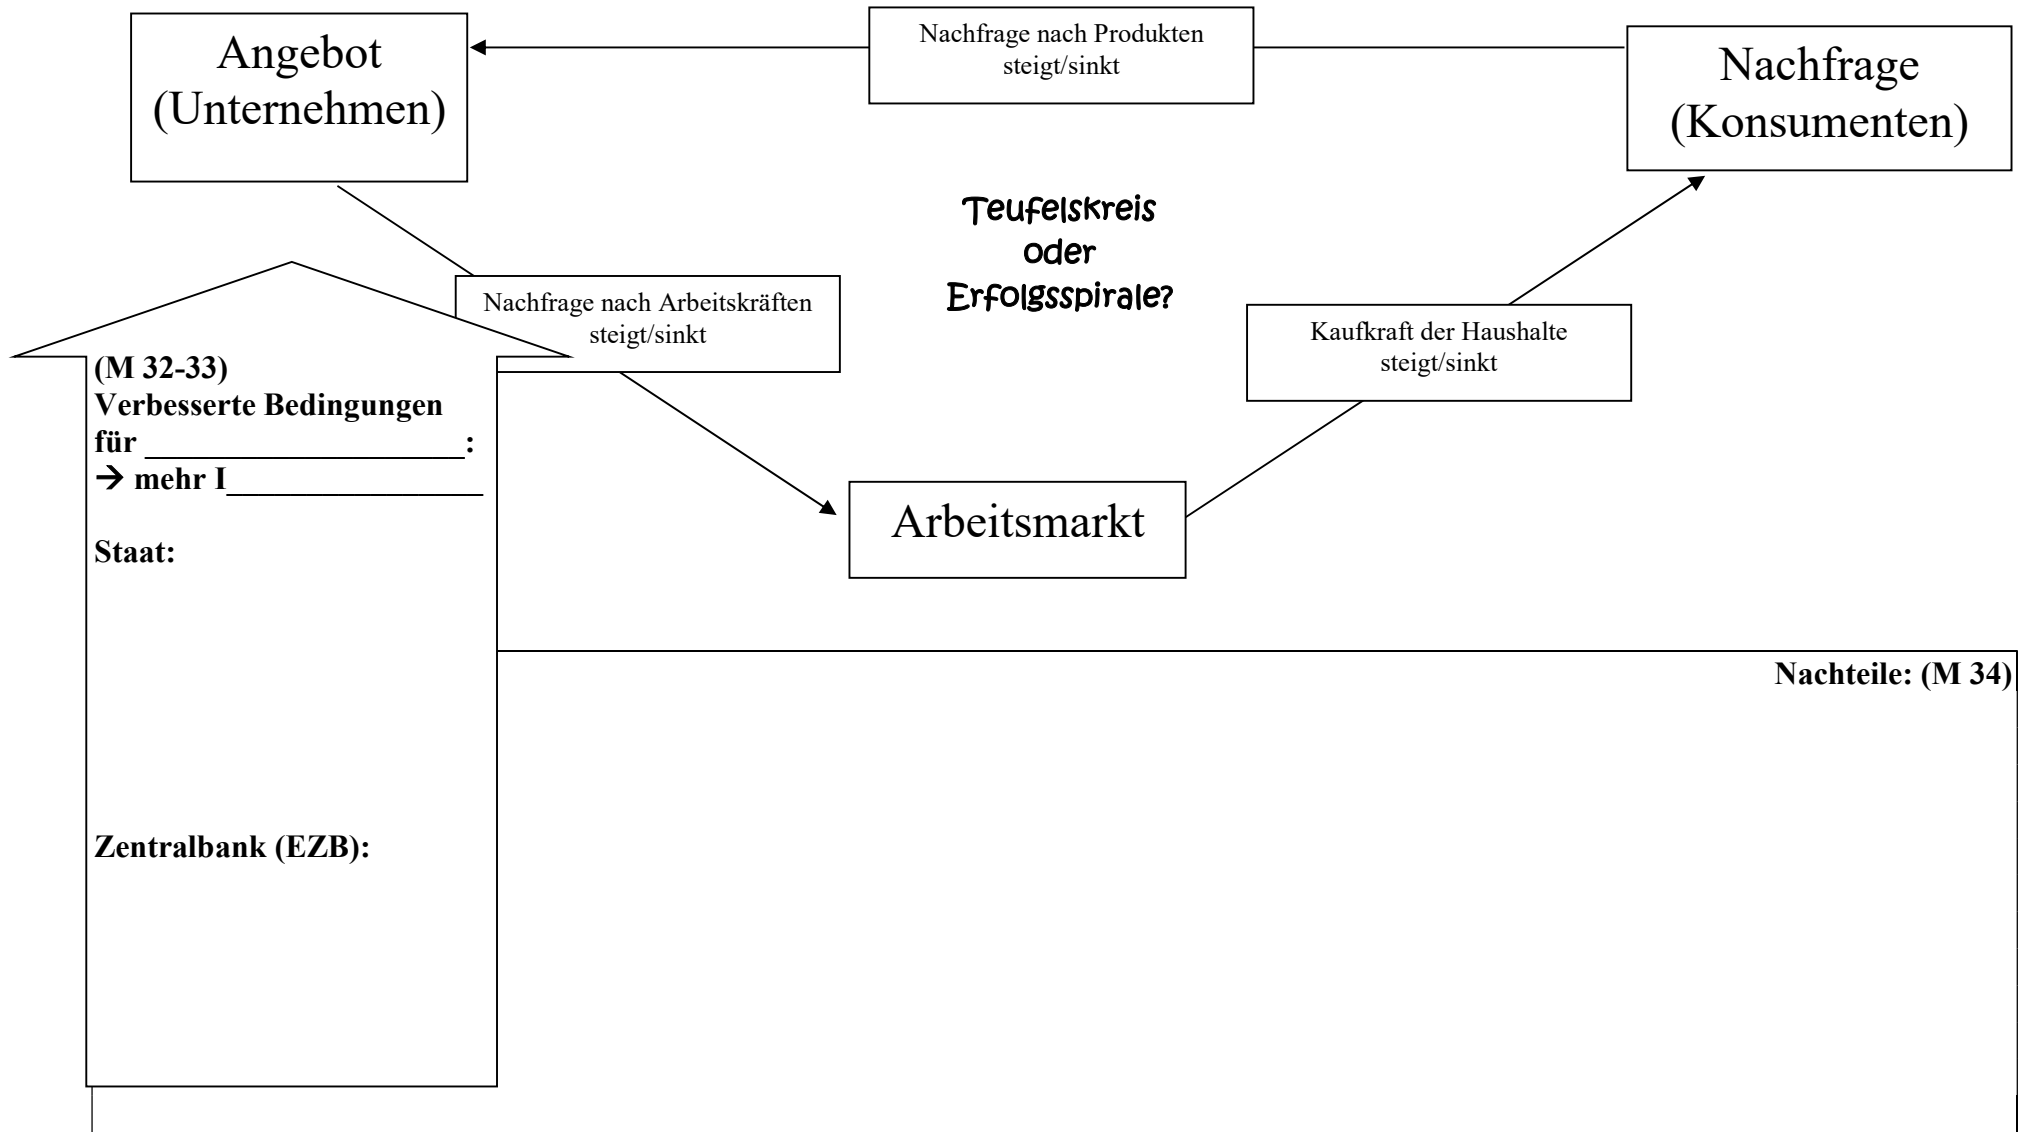 Angebot
(Unternehmen)
Nachfrage nach Produkten
steigt/sinkt
Nachfrage
(Konsumenten)
Teufelskreis
oder
Erfolgsspirale?
Nachfrage nach Arbeitskräften
steigt/sinkt
Kaufkraft der Haushalte
steigt/sinkt
(M 32-33)
Verbesserte Bedingungen
für ____________________:
→ mehr I________________
Arbeitsmarkt
Staat:
Nachteile: (M 34)
Zentralbank (EZB):